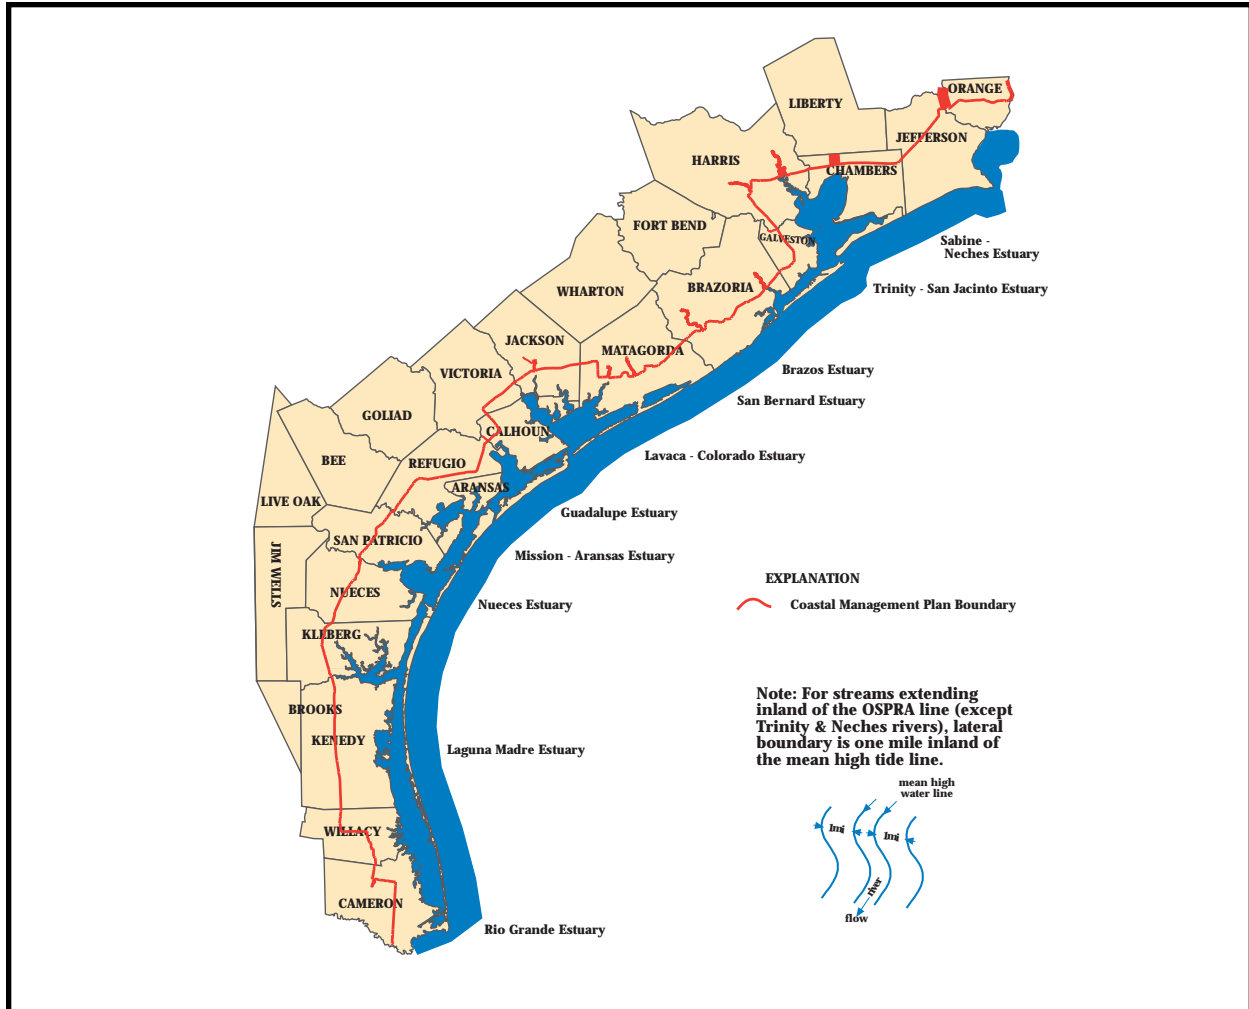 ORANGE
LIBERTY
JEFFERSON
HARRIS
CHAMBERS
FORT BEND
GALVESTON
Sabine -
Neches Estuary
BRAZORIA
Trinity - San Jacinto Estuary
WHARTON
JACKSON
MATAGORDA
VICTORIA
Brazos Estuary
San Bernard Estuary
GOLIAD
CALHOUN
Lavaca - Colorado Estuary
BEE
REFUGIO
ARANSAS
LIVE OAK
Guadalupe Estuary
SAN PATRICIO
Mission - Aransas Estuary
JIM WELLS
NUECES
Nueces Estuary
EXPLANATION
Coastal Management Plan Boundary
KLEBERG
BROOKS
KENEDY
Laguna Madre Estuary
Note: For streams extending
inland of the OSPRA line (except
Trinity & Neches rivers), lateral
boundary is one mile inland of
the mean high tide line.
mean high
water line
1mi
1mi
river
flow
WILLACY
CAMERON
Rio Grande Estuary